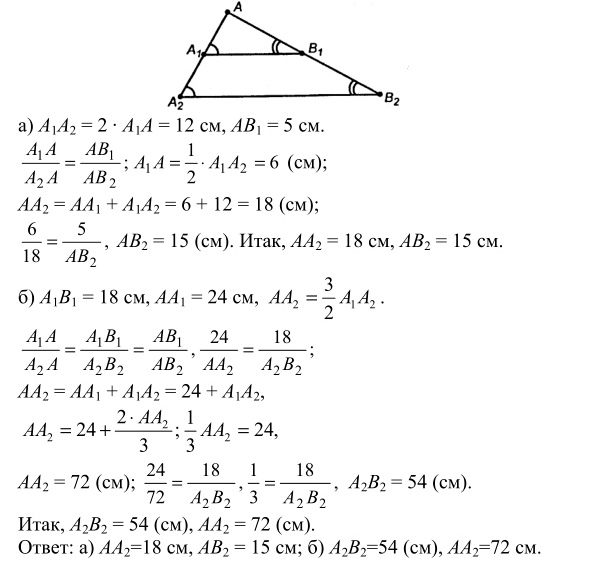 A
A₁ B₁
A₂ B₂
а) A₁A₂ = 2 · A₁A = 12 см, AB₁ = 5 см.
A₁A/A₂A = AB₁/AB₂; A₁A = 1/2 · A₁A₂ = 6 (см);
AA₂ = AA₁ + A₁A₂ = 6 + 12 = 18 (см);
6/18 = 5/AB₂, AB₂ = 15 (см). Итак, AA₂ = 18 см, AB₂ = 15 см.
б) A₁B₁ = 18 см, AA₁ = 24 см, AA₂ = 3/2 A₁A₂.
A₁A/A₂A = A₁B₁/A₂B₂ = AB₁/AB₂, 24/AA₂ = 18/A₂B₂;
AA₂ = AA₁ + A₁A₂ = 24 + A₁A₂,
AA₂ = 24 + 2 · AA₂/3; 1/3 AA₂ = 24,
AA₂ = 72 (см); 24/72 = 18/A₂B₂, 1/3 = 18/A₂B₂, A₂B₂ = 54 (см).
Итак, A₂B₂ = 54 (см), AA₂ = 72 (см).
Ответ: а) AA₂=18 см, AB₂ = 15 см; б) A₂B₂=54 (см), AA₂=72 см.